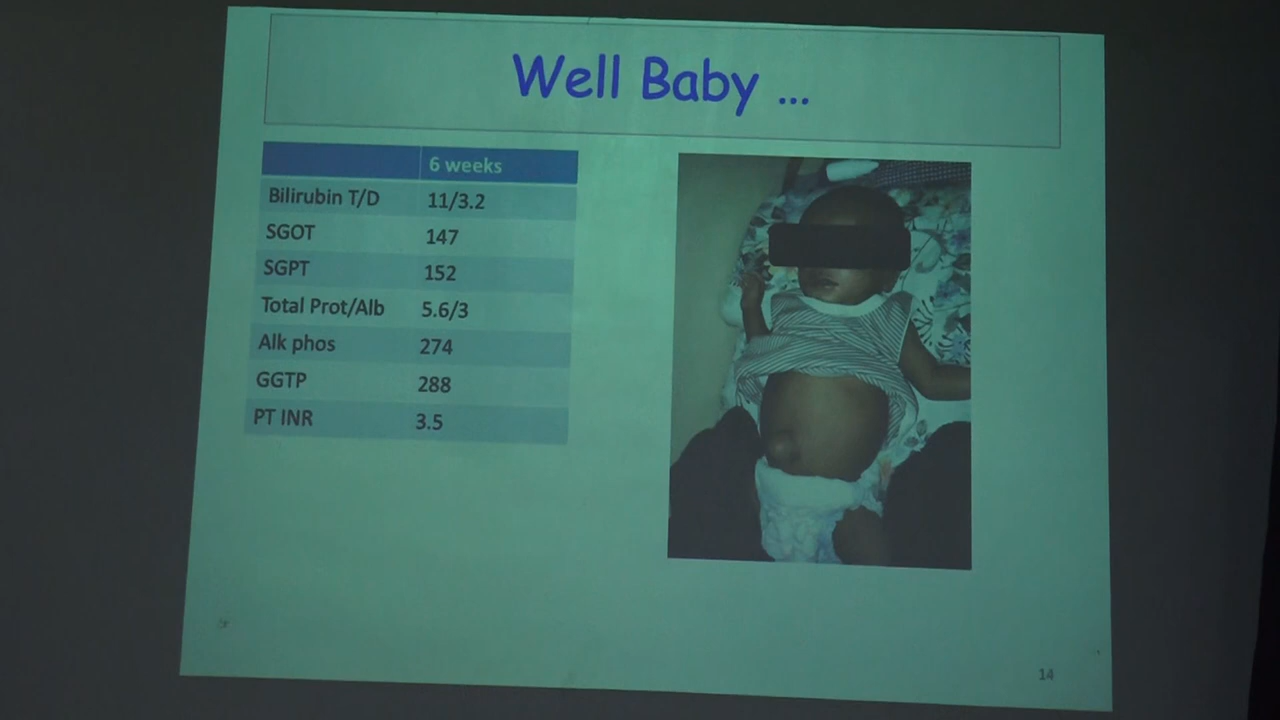 Well Baby ...
6 weeks
Bilirubin T/D 11/3.2
SGOT 147
SGPT 152
Total Prot/Alb 5.6/3
Alk phos 274
GGTP 288
PT INR 3.5
14